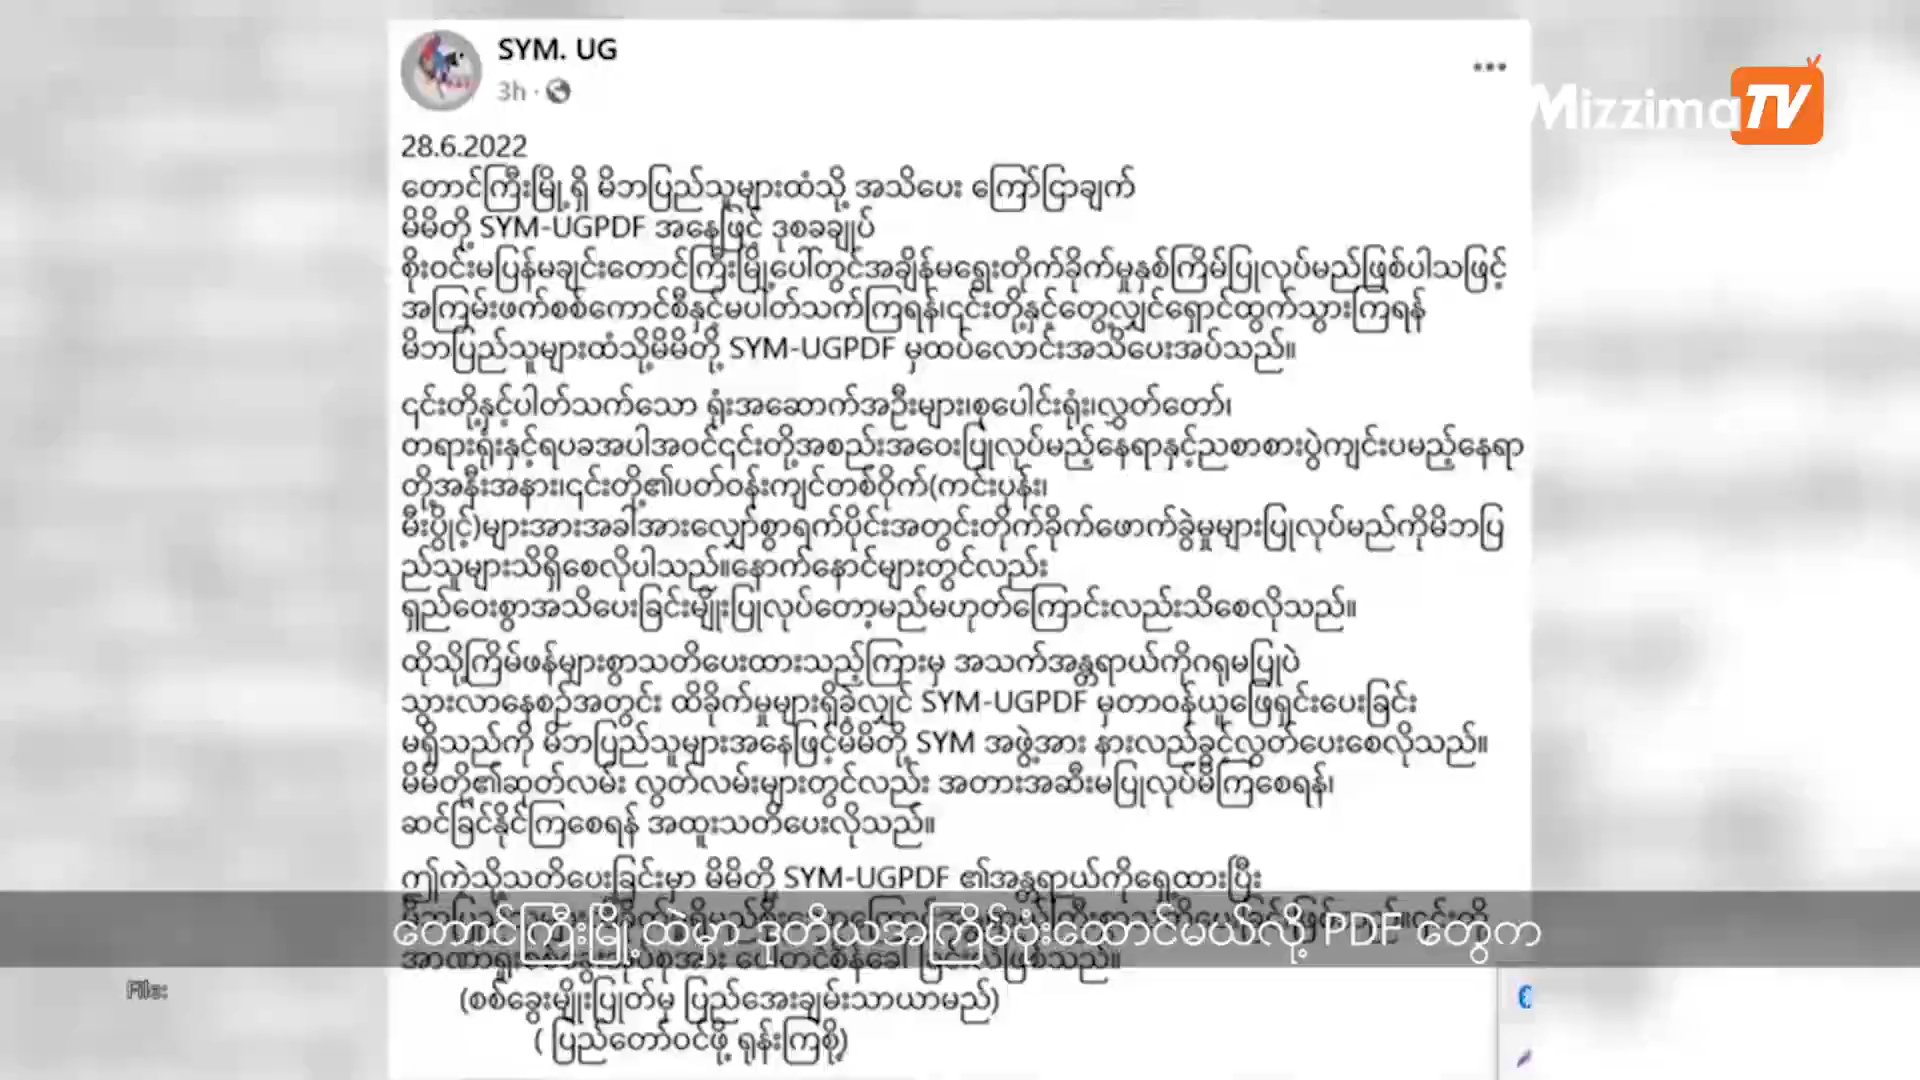 SYM. UG
3h ·
Mizzima TV
28.6.2022
တောင်ကြီးမြို့ရှိ မိဘပြည်သူများထံသို့ အသိပေး ကြော်ငြာချက်
မိမိတို့ SYM-UGPDF အနေဖြင့် ဒုစခချုပ်
စိုးဝင်းမပြန်မချင်းတောင်ကြီးမြို့ပေါ်တွင်အချိန်မရွေးတိုက်ခိုက်မှုနှစ်ကြိမ်ပြုလုပ်မည်ဖြစ်ပါသဖြင့်
အကြမ်းဖက်စစ်ကောင်စီနှင့်မပါတ်သက်ကြရန်၊၎င်းတို့နှင့်တွေ့လျှင်ရှောင်ထွက်သွားကြရန်
မိဘပြည်သူများထံသို့မိမိတို့ SYM-UGPDF မှထပ်လောင်းအသိပေးအပ်သည်။
၎င်းတို့နှင့်ပါတ်သက်သော ရုံးအဆောက်အဦးများ၊စုပေါင်းရုံး၊လွှတ်တော်၊
တရားရုံးနှင့်ရပခအပါအဝင်၎င်းတို့အစည်းအဝေးပြုလုပ်မည့်နေရာနှင့်ညစာစားပွဲကျင်းပမည့်နေရာ
တို့အနီးအနား၊၎င်းတို့၏ပတ်ဝန်းကျင်တစ်ဝိုက်(ကင်းပုန်း၊
မီးပွိုင့်)များအားအခါအားလျှော်စွာရက်ပိုင်းအတွင်းတိုက်ခိုက်ဖောက်ခွဲမှုများပြုလုပ်မည်ကိုမိဘပြ
ည်သူများသိရှိစေလိုပါသည်။နောက်နောင်များတွင်လည်း
ရှည်ဝေးစွာအသိပေးခြင်းမျိုးပြုလုပ်တော့မည်မဟုတ်ကြောင်းလည်းသိစေလိုသည်။
ထိုသို့ကြိမ်ဖန်များစွာသတိပေးထားသည့်ကြားမှ အသက်အန္တရာယ်ကိုဂရုမပြုပဲ
သွားလာနေစဉ်အတွင်း ထိခိုက်မှုများရှိခဲ့လျှင် SYM-UGPDF မှတာဝန်ယူဖြေရှင်းပေးခြင်း
မရှိသည်ကို မိဘပြည်သူများအနေဖြင့်မိမိတို့ SYM အဖွဲ့အား နားလည်ခွင့်လွှတ်ပေးစေလိုသည်။
မိမိတို့၏ဆုတ်လမ်း လွတ်လမ်းများတွင်လည်း အတားအဆီးမပြုလုပ်မိကြစေရန်၊
ဆင်ခြင်နိုင်ကြစေရန် အထူးသတိပေးလိုသည်။
ဤကဲ့သို့သတိပေးခြင်းမှာ မိမိတို့ SYM-UGPDF ၏အန္တရာယ်ကိုရှေ့ထားပြီး
တောင်ကြီးမြို့ထဲမှာ ဒုတိယအကြိမ်ဗုံးထောင်မယ်လို့ PDF တွေက
File:
(စစ်ခွေးမျိုးပြုတ်မှ ပြည်အေးချမ်းသာယာမည်)
( ပြည်တော်ဝင်ဖို့ ရုန်းကြစို့)